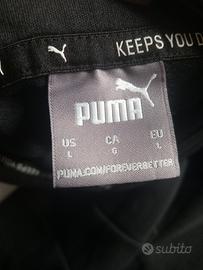 KEEPS YOU D
PUMA
US CA EU
L G L
PUMA.COM/FOREVERBETTER
subito